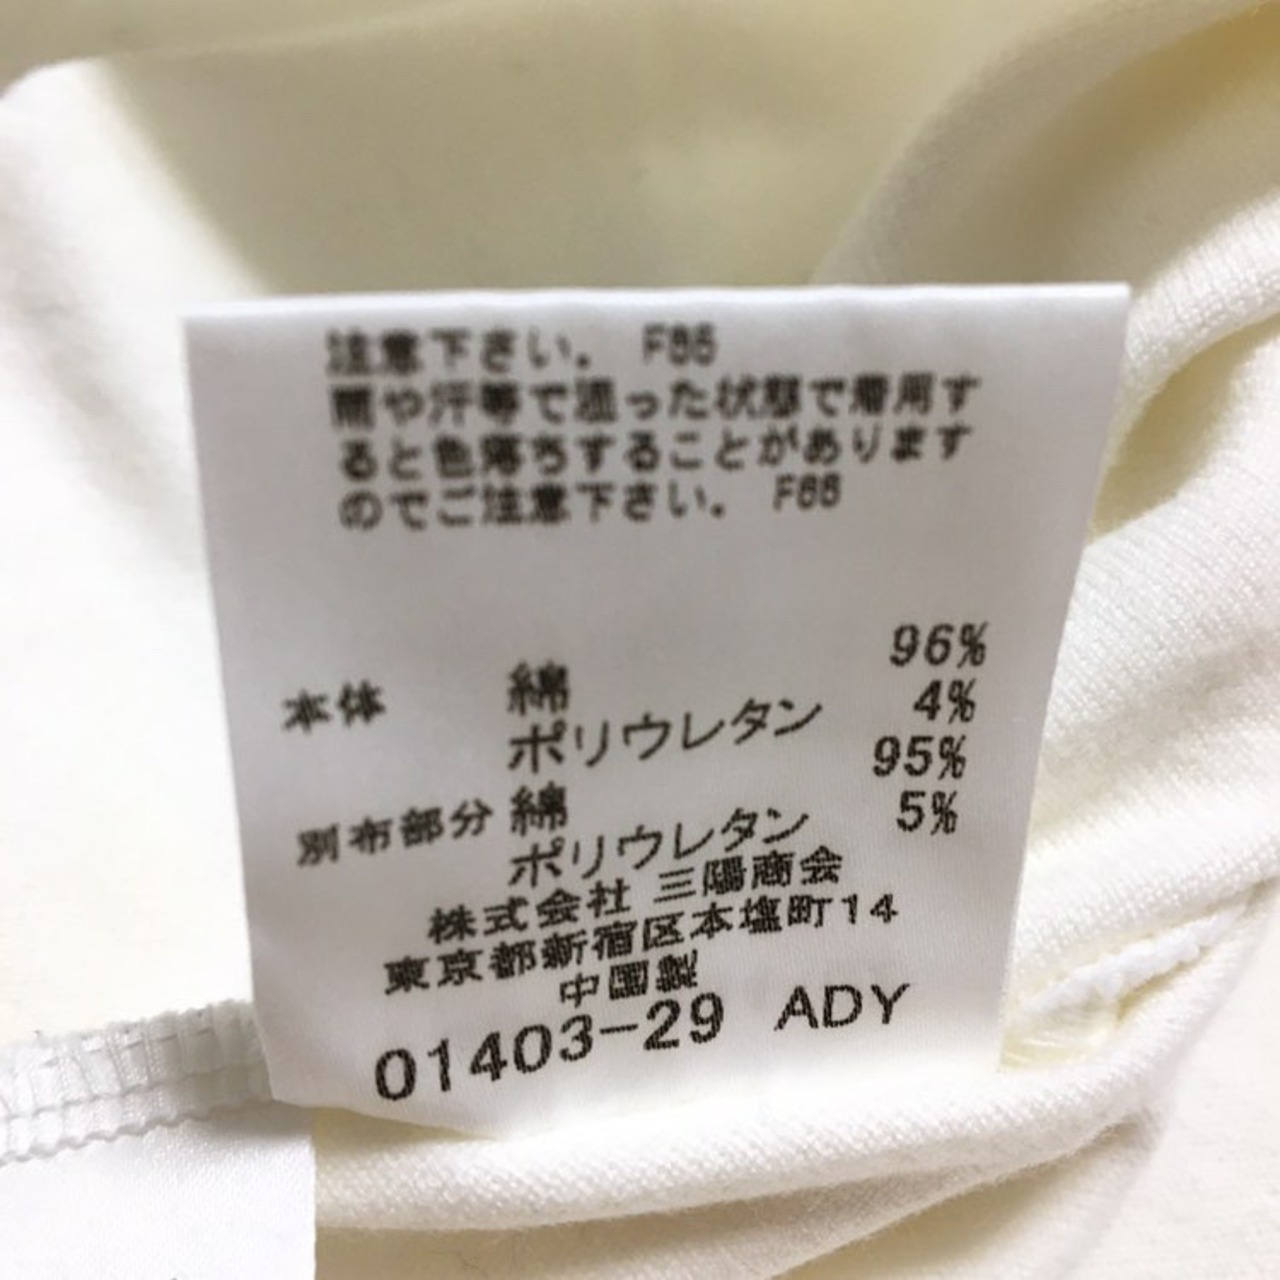 注意下さい。 F86
雨や汗等で湿った状態で着用す
ると色落ちすることがあります
のでご注意下さい。 F86
本体 綿 96%
ポリウレタン 4%
別布部分 綿 95%
ポリウレタン 5%
株式会社 三陽商会
東京都新宿区本塩町14
中国製
01403-29 ADY